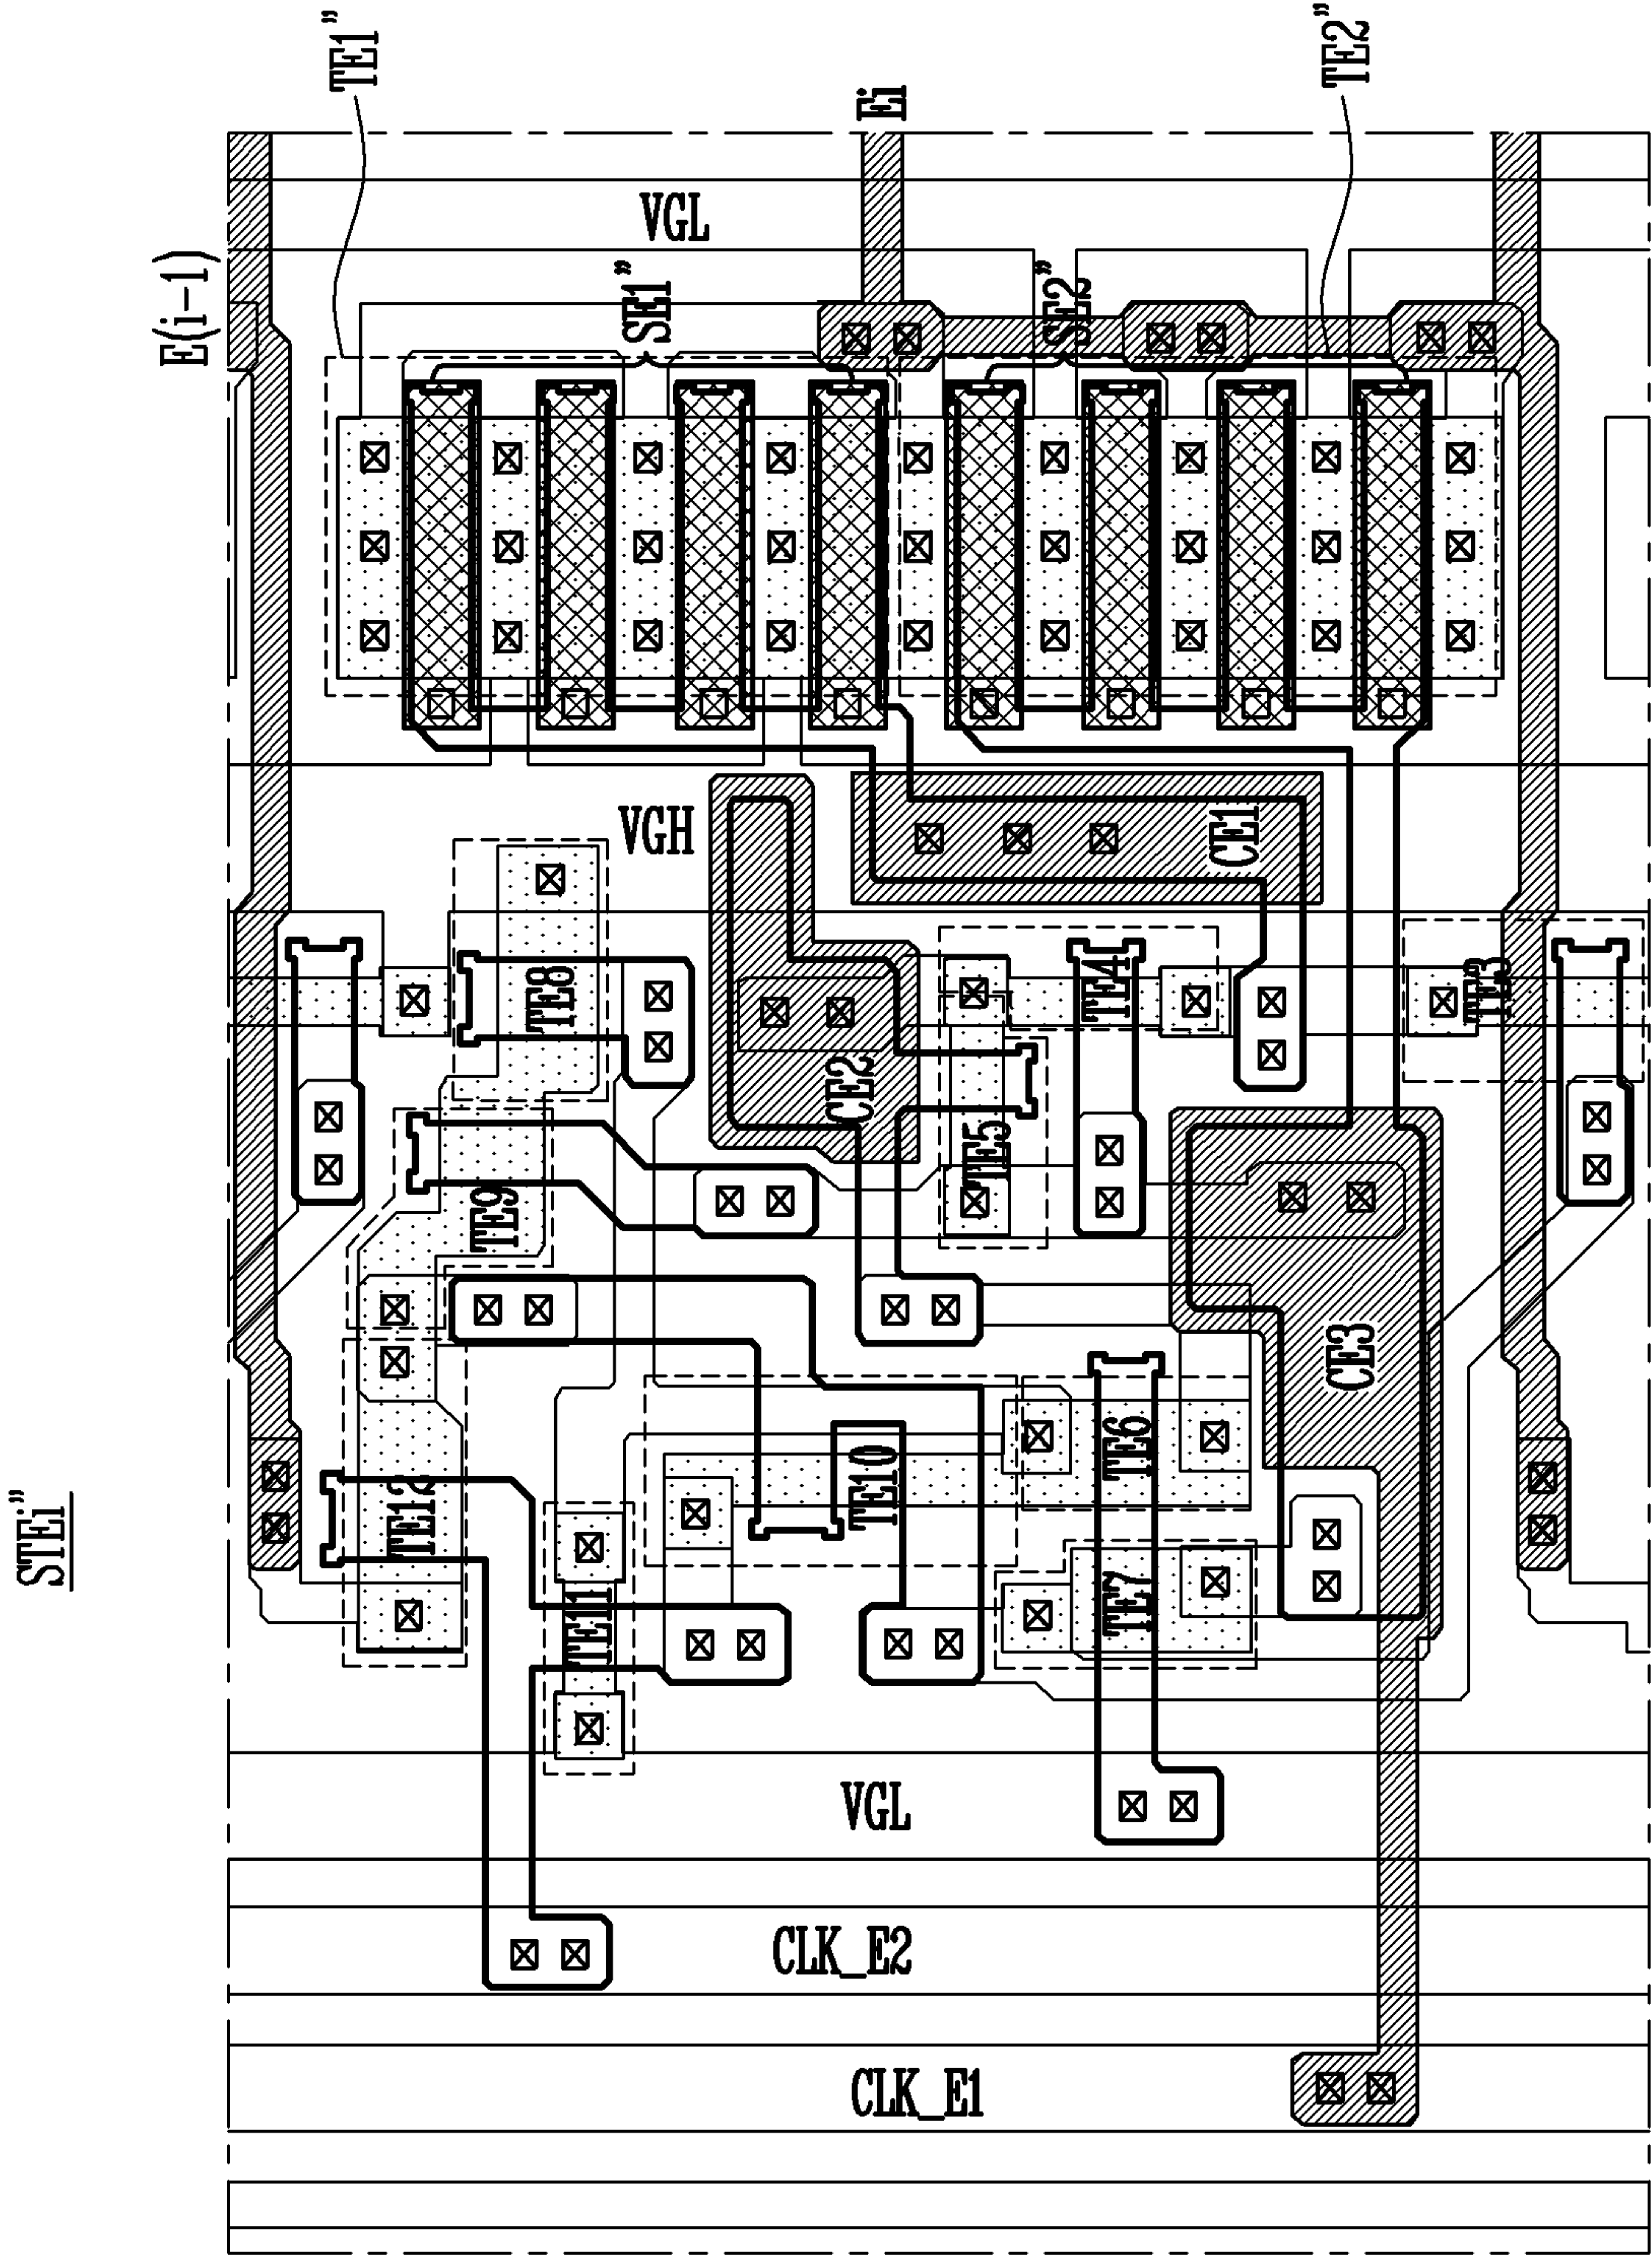 TE1”
Ei
TE2”
VGL
E(i-1)
SE1”
SE2”
VGH
CE1
TE8
TE4
TE3
CE2
TE5
TE9
CE3
TE6
TE10
TE12
TE7
TE11
STEi”
VGL
CLK_E2
CLK_E1